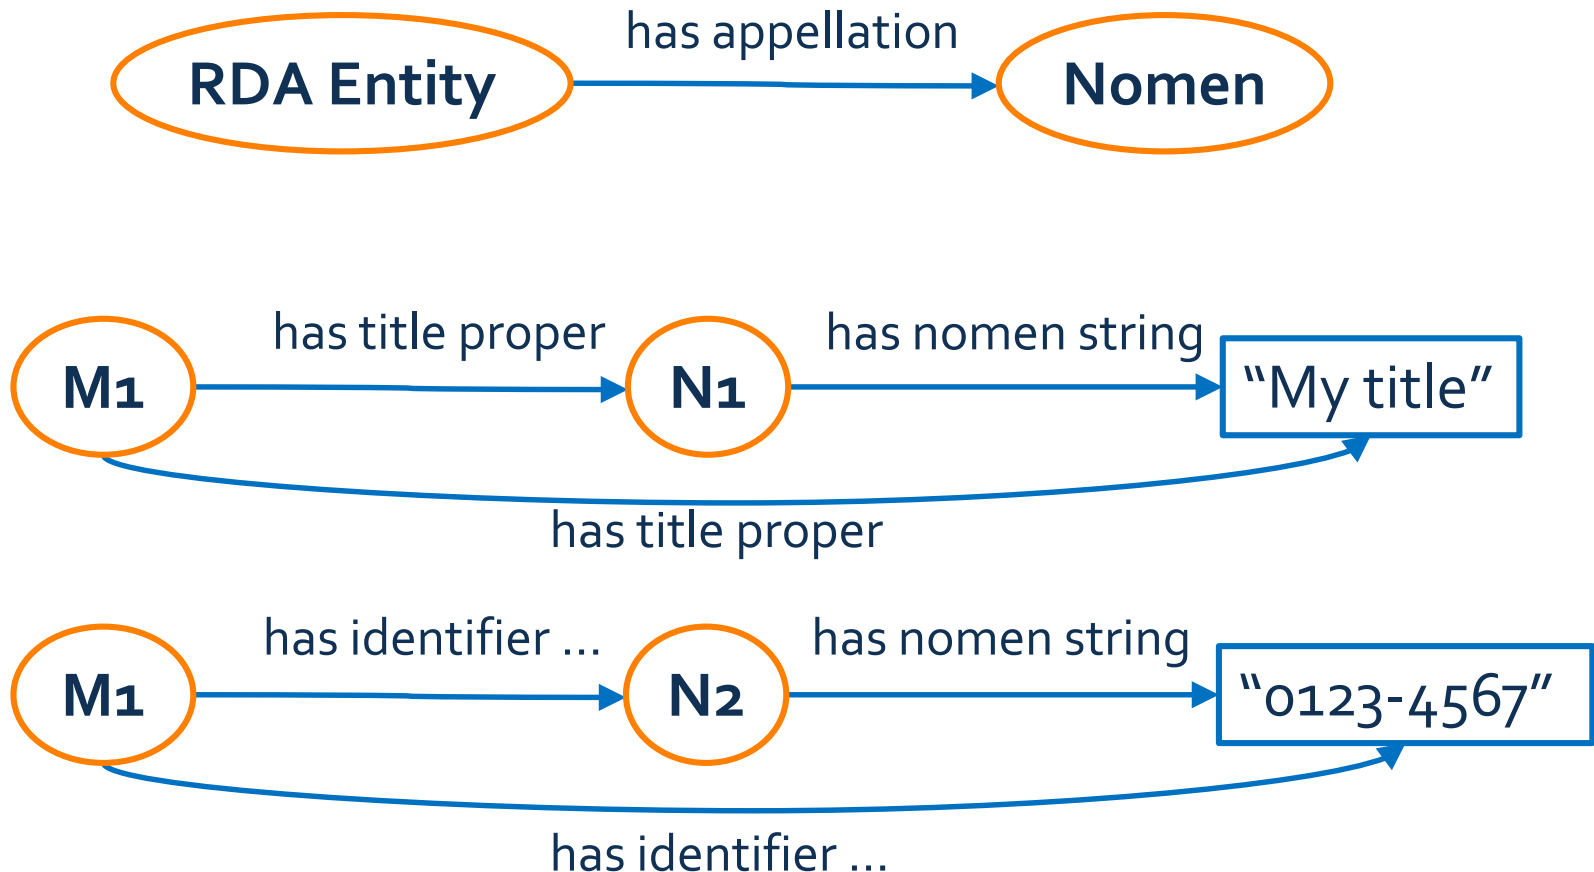 has appellation
RDA Entity
Nomen
has title proper
has nomen string
M1
N1
“My title”
has title proper
has identifier ...
has nomen string
M1
N2
“0123-4567”
has identifier ...